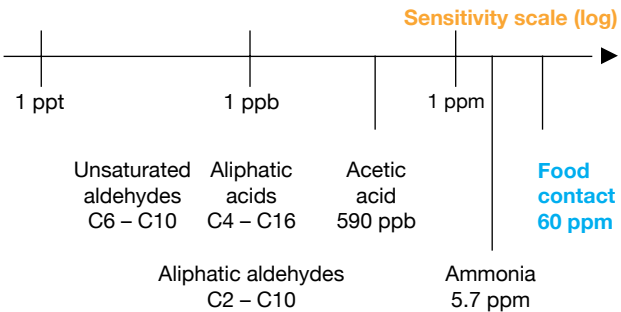 Sensitivity scale (log)
1 ppt
1 ppb
1 ppm
Unsaturated
aldehydes
C6 – C10
Aliphatic
acids
C4 – C16
Acetic
acid
590 ppb
Food
contact
60 ppm
Aliphatic aldehydes
C2 – C10
Ammonia
5.7 ppm